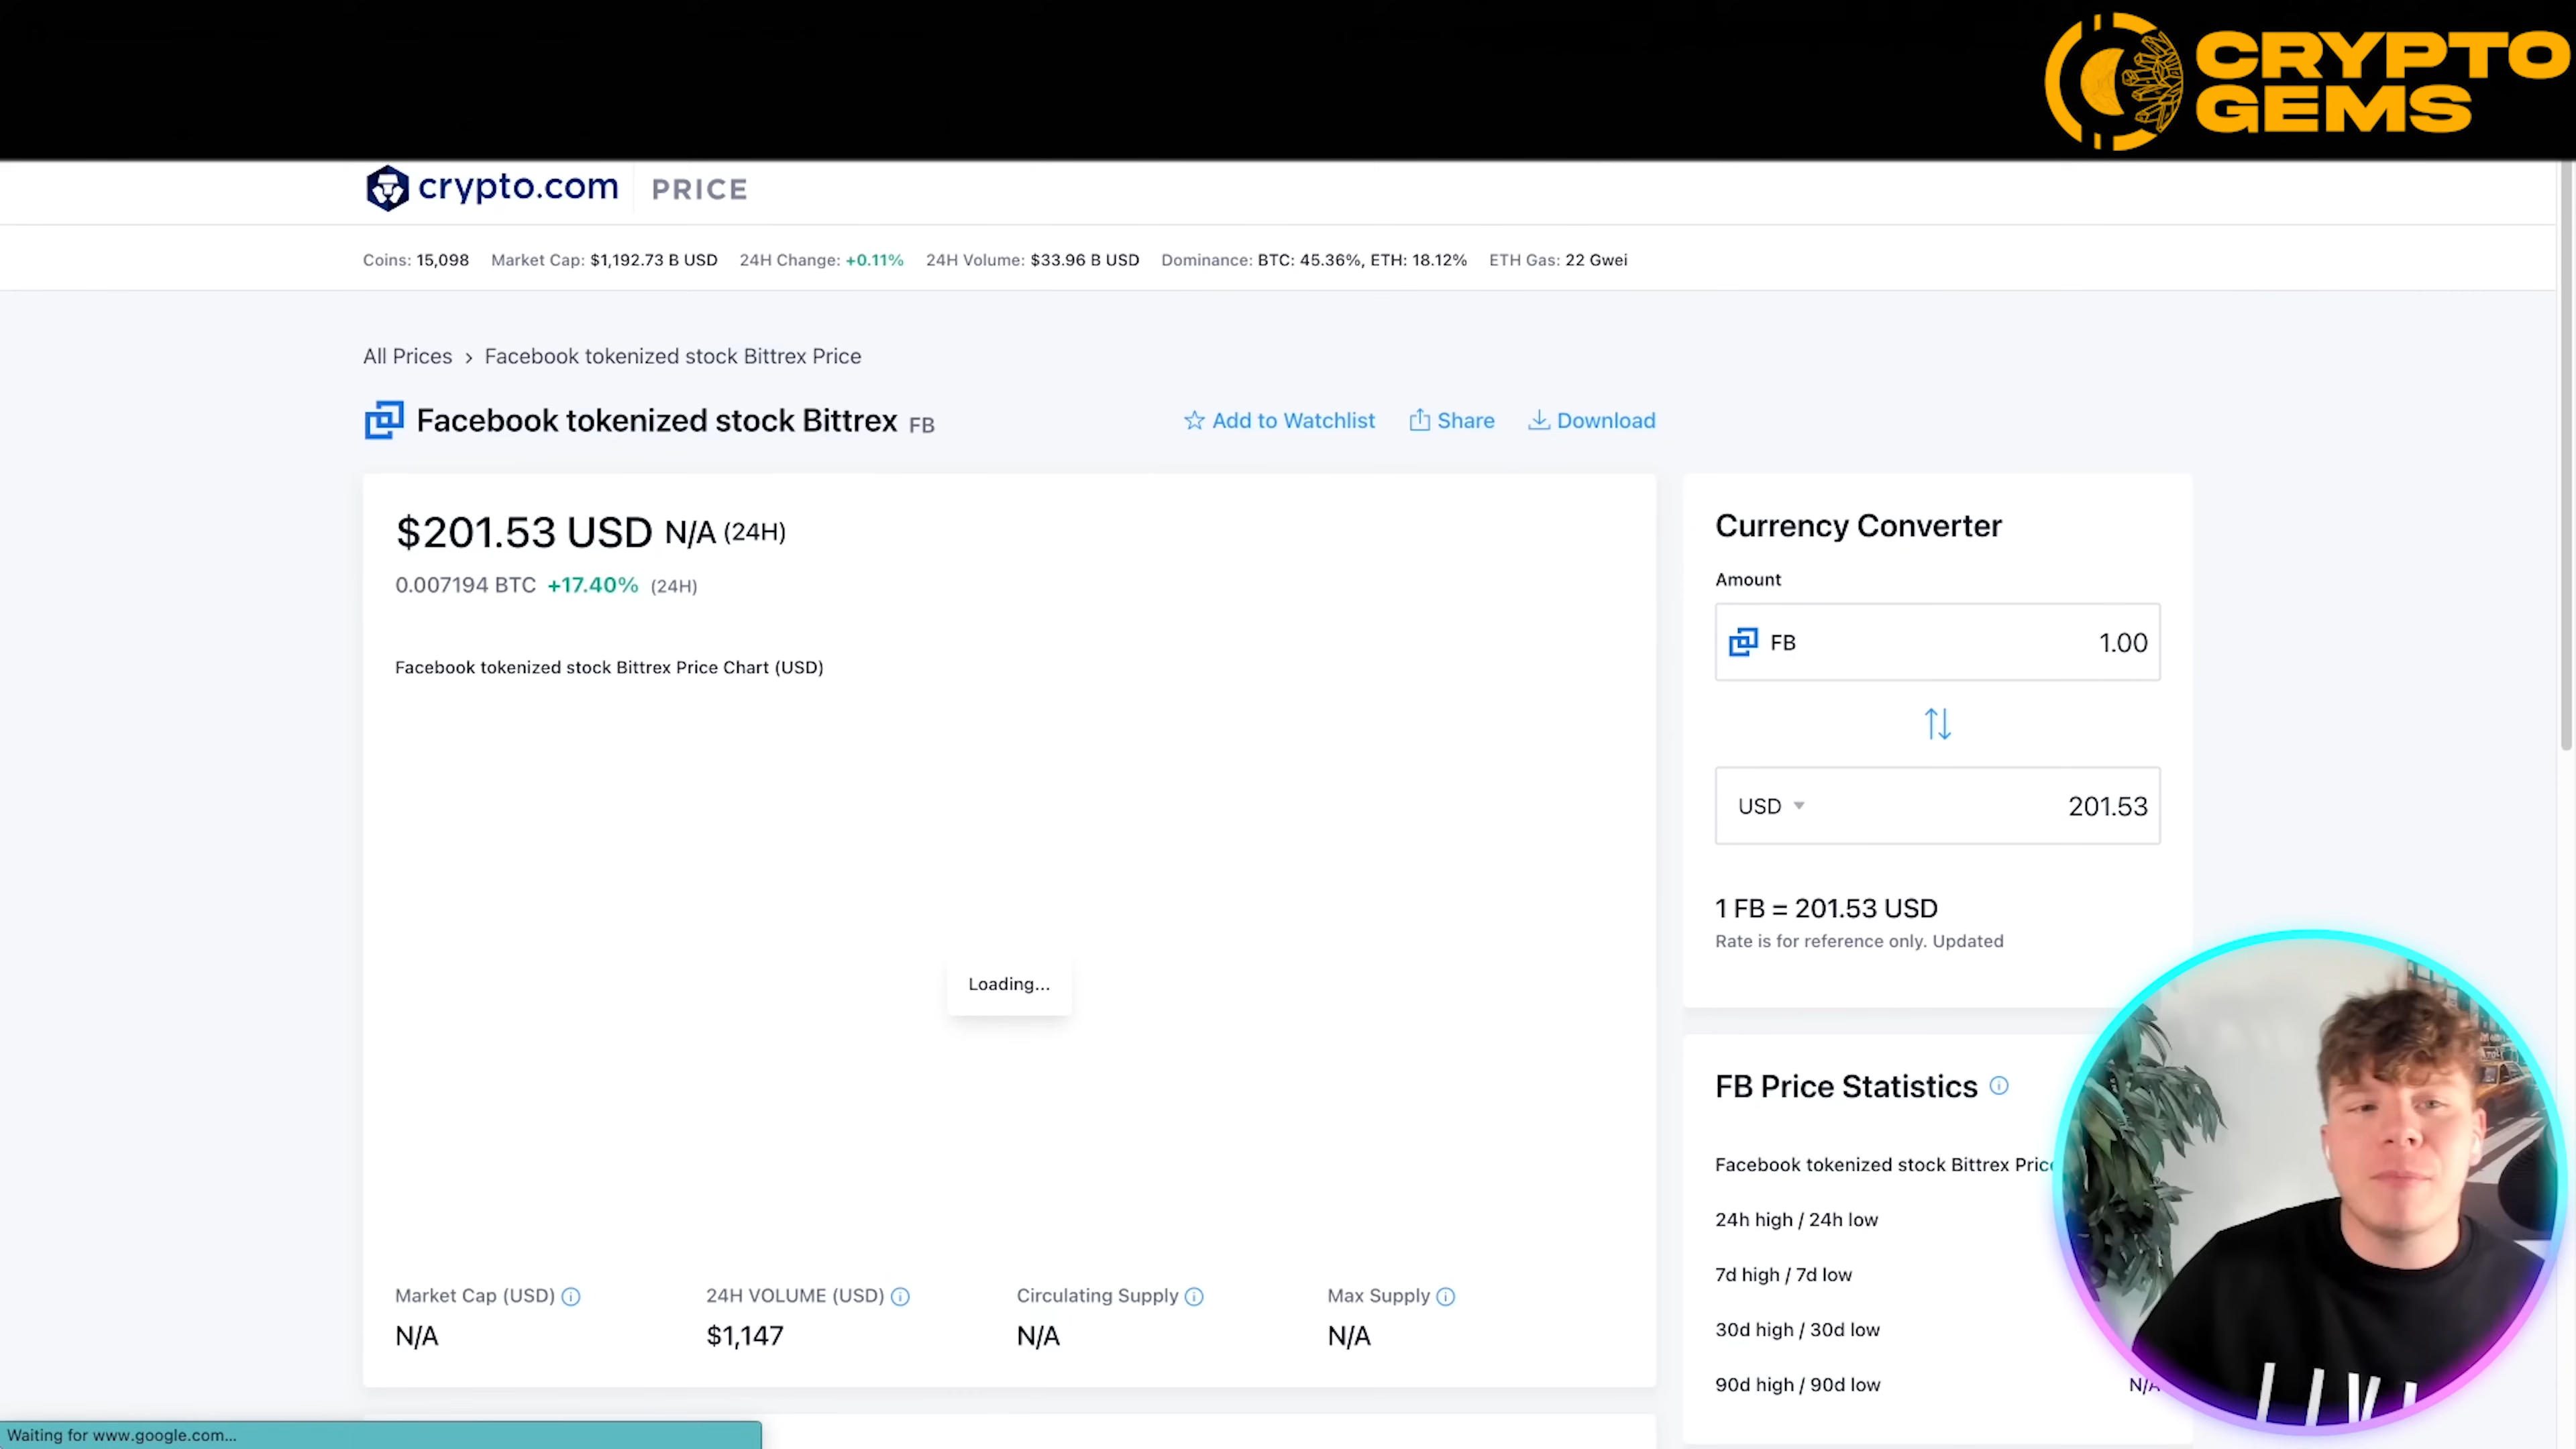 CRYPTO
GEMS
crypto.com PRICE
Coins: 15,098 Market Cap: $1,192.73 B USD 24H Change: +0.11% 24H Volume: $33.96 B USD Dominance: BTC: 45.36%, ETH: 18.12% ETH Gas: 22 Gwei
All Prices › Facebook tokenized stock Bittrex Price
Facebook tokenized stock Bittrex FB
Add to Watchlist Share Download
$201.53 USD N/A (24H)
0.007194 BTC +17.40% (24H)
Facebook tokenized stock Bittrex Price Chart (USD)
Loading...
Market Cap (USD) 24H VOLUME (USD) Circulating Supply Max Supply
N/A $1,147 N/A N/A
Currency Converter
Amount
FB 1.00
USD 201.53
1 FB = 201.53 USD
Rate is for reference only. Updated
FB Price Statistics
Facebook tokenized stock Bittrex Price
24h high / 24h low
7d high / 7d low
30d high / 30d low
90d high / 90d low N/A
Waiting for www.google.com...